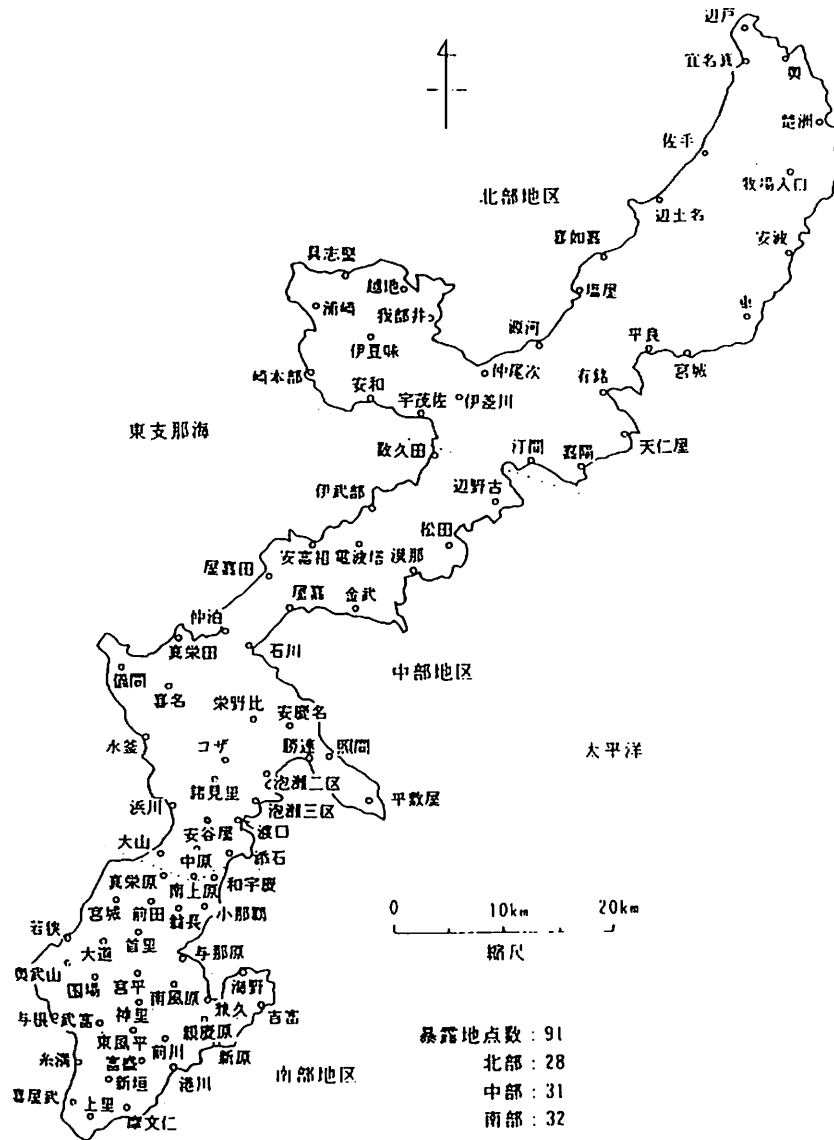 4
辺戸
宜名真
奥
楚洲
佐手
牧場入口
北部地区
辺土名
安波
喜如嘉
具志堅
越地
塩屋
浦崎
我部井
源河
平良
伊豆味
宮城
崎本部
安和
仲尾次
有銘
宇茂佐
伊差川
東支那海
数久田
汀間
嘉陽
天仁屋
辺野古
伊武部
松田
安富祖
電波塔
漢那
屋嘉田
屋嘉
金武
仲泊
真栄田
石川
儀間
中部地区
喜名
栄野比
安慶名
水釜
コザ
勝連
照間
太平洋
諸見里
泡瀬二区
平敷屋
浜川
泡瀬三区
安谷屋
渡口
大山
中原
添石
真栄原
南上原
和宇慶
宮城
前田
翁長
小那覇
0
10km
20km
若狭
首里
縮尺
大道
与那原
奥武山
国場
宮平
南風原
海野
与根
武富
神里
吉富
親慶原
東風平
糸満
富盛
前川
新原
新垣
港川
南部地区
喜屋武
上里
摩文仁
暴露地点数:91
北部:28
中部:31
南部:32